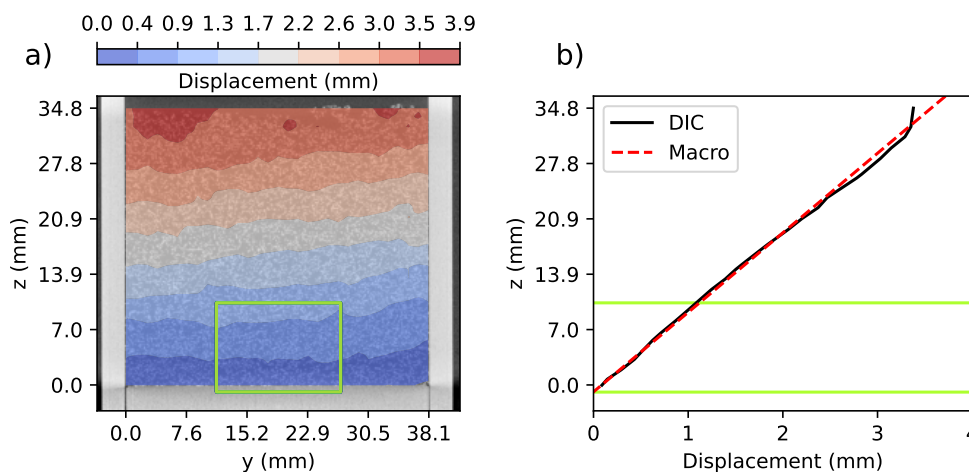 0.0 0.4 0.9 1.3 1.7 2.2 2.6 3.0 3.5 3.9
a)
Displacement (mm)
34.8
27.8
20.9
13.9
7.0
0.0
z (mm)
0.0 7.6 15.2 22.9 30.5 38.1
y (mm)
b)
DIC
Macro
34.8
27.8
20.9
13.9
7.0
0.0
z (mm)
0 1 2 3 4
Displacement (mm)